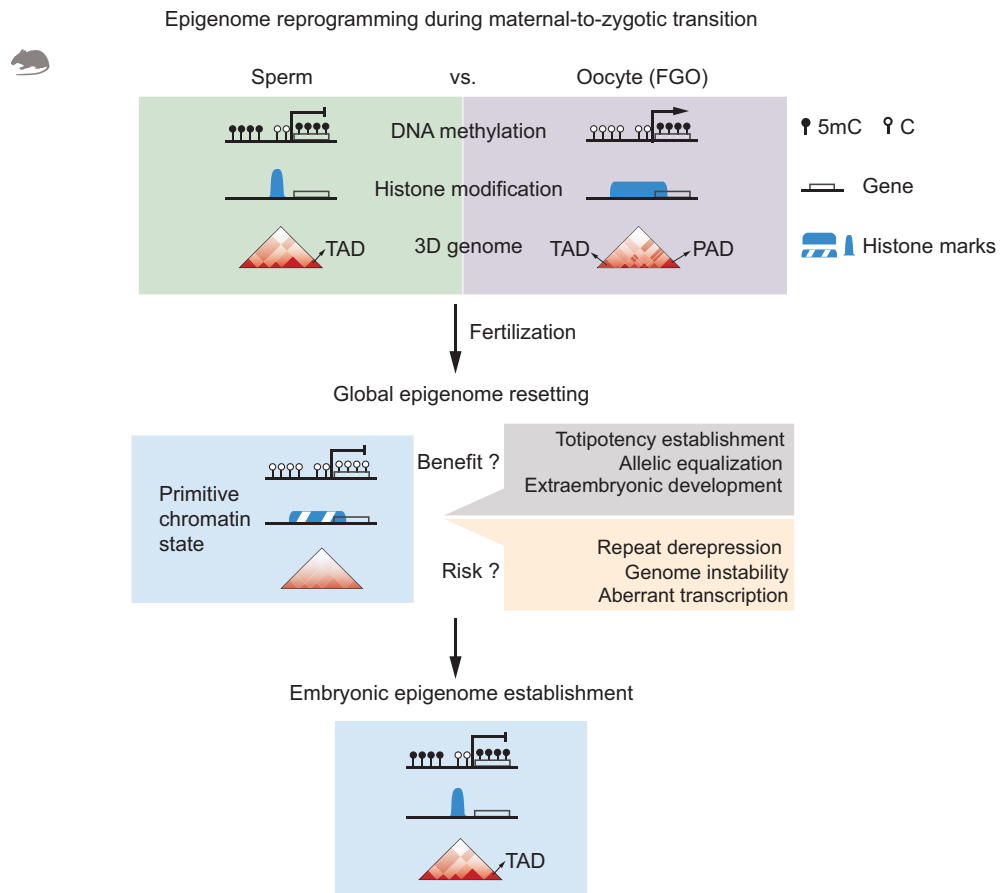 Epigenome reprogramming during maternal-to-zygotic transition
Sperm
vs.
Oocyte (FGO)
DNA methylation
5mC
C
Histone modification
Gene
TAD
3D genome
TAD
PAD
Histone marks
Fertilization
Global epigenome resetting
Primitive
chromatin
state
Benefit ?
Totipotency establishment
Allelic equalization
Extraembryonic development
Risk ?
Repeat derepression
Genome instability
Aberrant transcription
Embryonic epigenome establishment
TAD